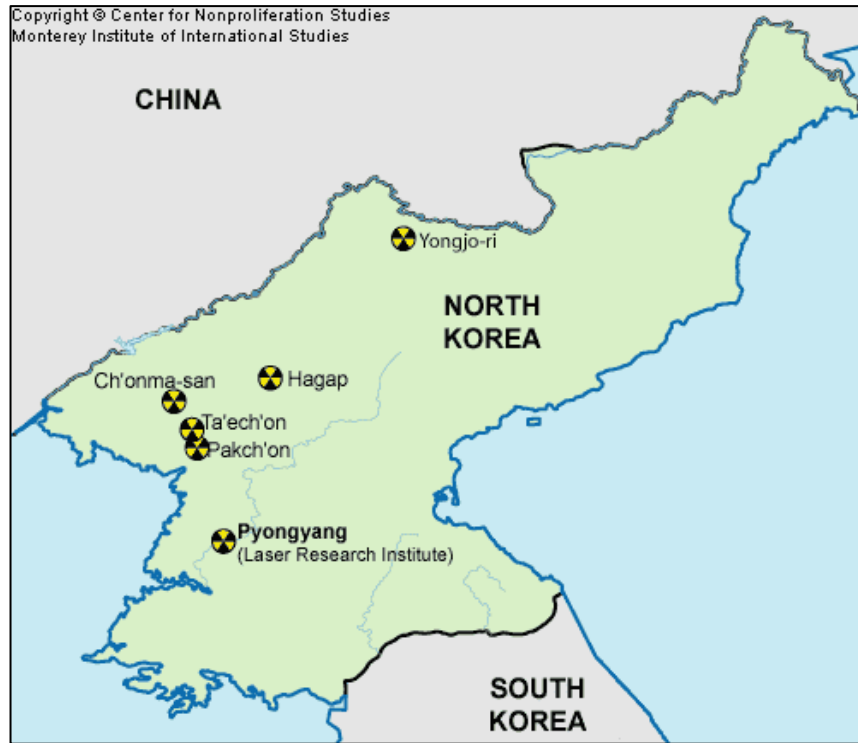 Copyright © Center for Nonproliferation Studies
Monterey Institute of International Studies
CHINA
Yongjo-ri
NORTH
KOREA
Ch'onma-san
Hagap
Ta'ech'on
Pakch'on
Pyongyang
(Laser Research Institute)
SOUTH
KOREA